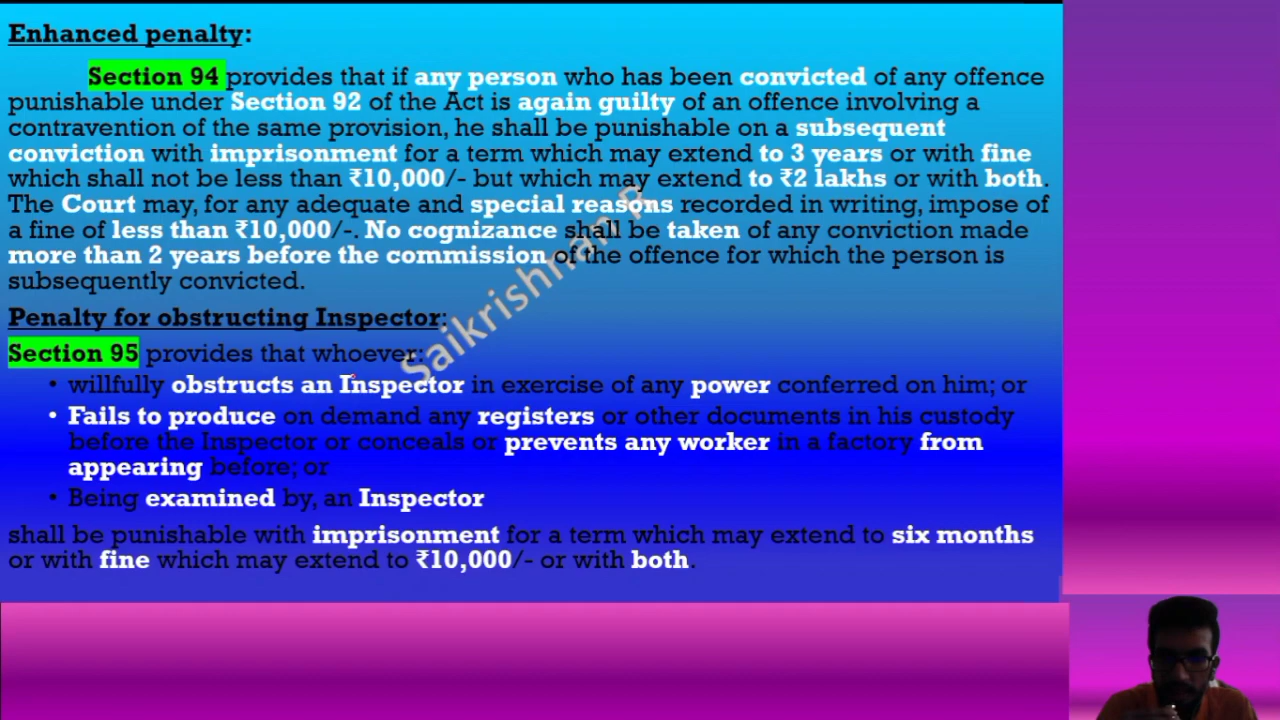 Enhanced penalty:
Section 94 provides that if any person who has been convicted of any offence
punishable under Section 92 of the Act is again guilty of an offence involving a
contravention of the same provision, he shall be punishable on a subsequent
conviction with imprisonment for a term which may extend to 3 years or with fine
which shall not be less than ₹10,000/- but which may extend to ₹2 lakhs or with both.
The Court may, for any adequate and special reasons recorded in writing, impose of
a fine of less than ₹10,000/-. No cognizance shall be taken of any conviction made
more than 2 years before the commission of the offence for which the person is
subsequently convicted.
Penalty for obstructing Inspector:
Section 95 provides that whoever:
• willfully obstructs an Inspector in exercise of any power conferred on him; or
• Fails to produce on demand any registers or other documents in his custody
before the Inspector or conceals or prevents any worker in a factory from
appearing before; or
• Being examined by, an Inspector
shall be punishable with imprisonment for a term which may extend to six months
or with fine which may extend to ₹10,000/- or with both.
Saikrishnan R